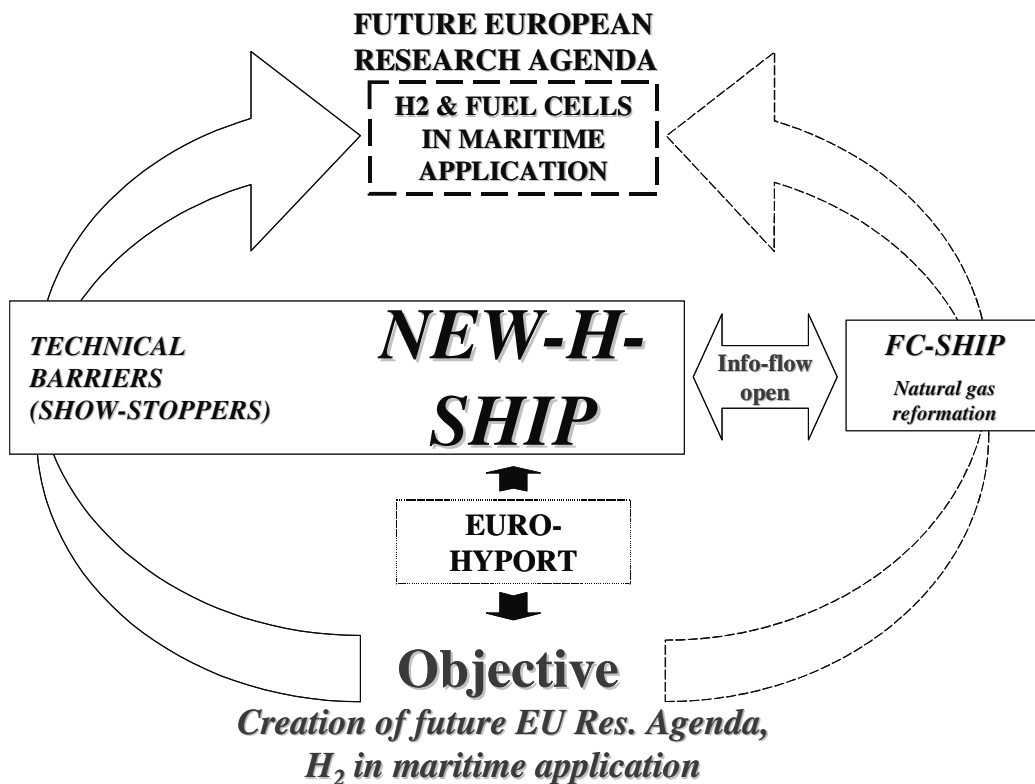 FUTURE EUROPEAN
RESEARCH AGENDA
H2 & FUEL CELLS
IN MARITIME
APPLICATION
TECHNICAL
BARRIERS
(SHOW-STOPPERS)
NEW-H-
SHIP
Info-flow
open
FC-SHIP
Natural gas
reformation
EURO-
HYPORT
Objective
Creation of future EU Res. Agenda,
H₂ in maritime application